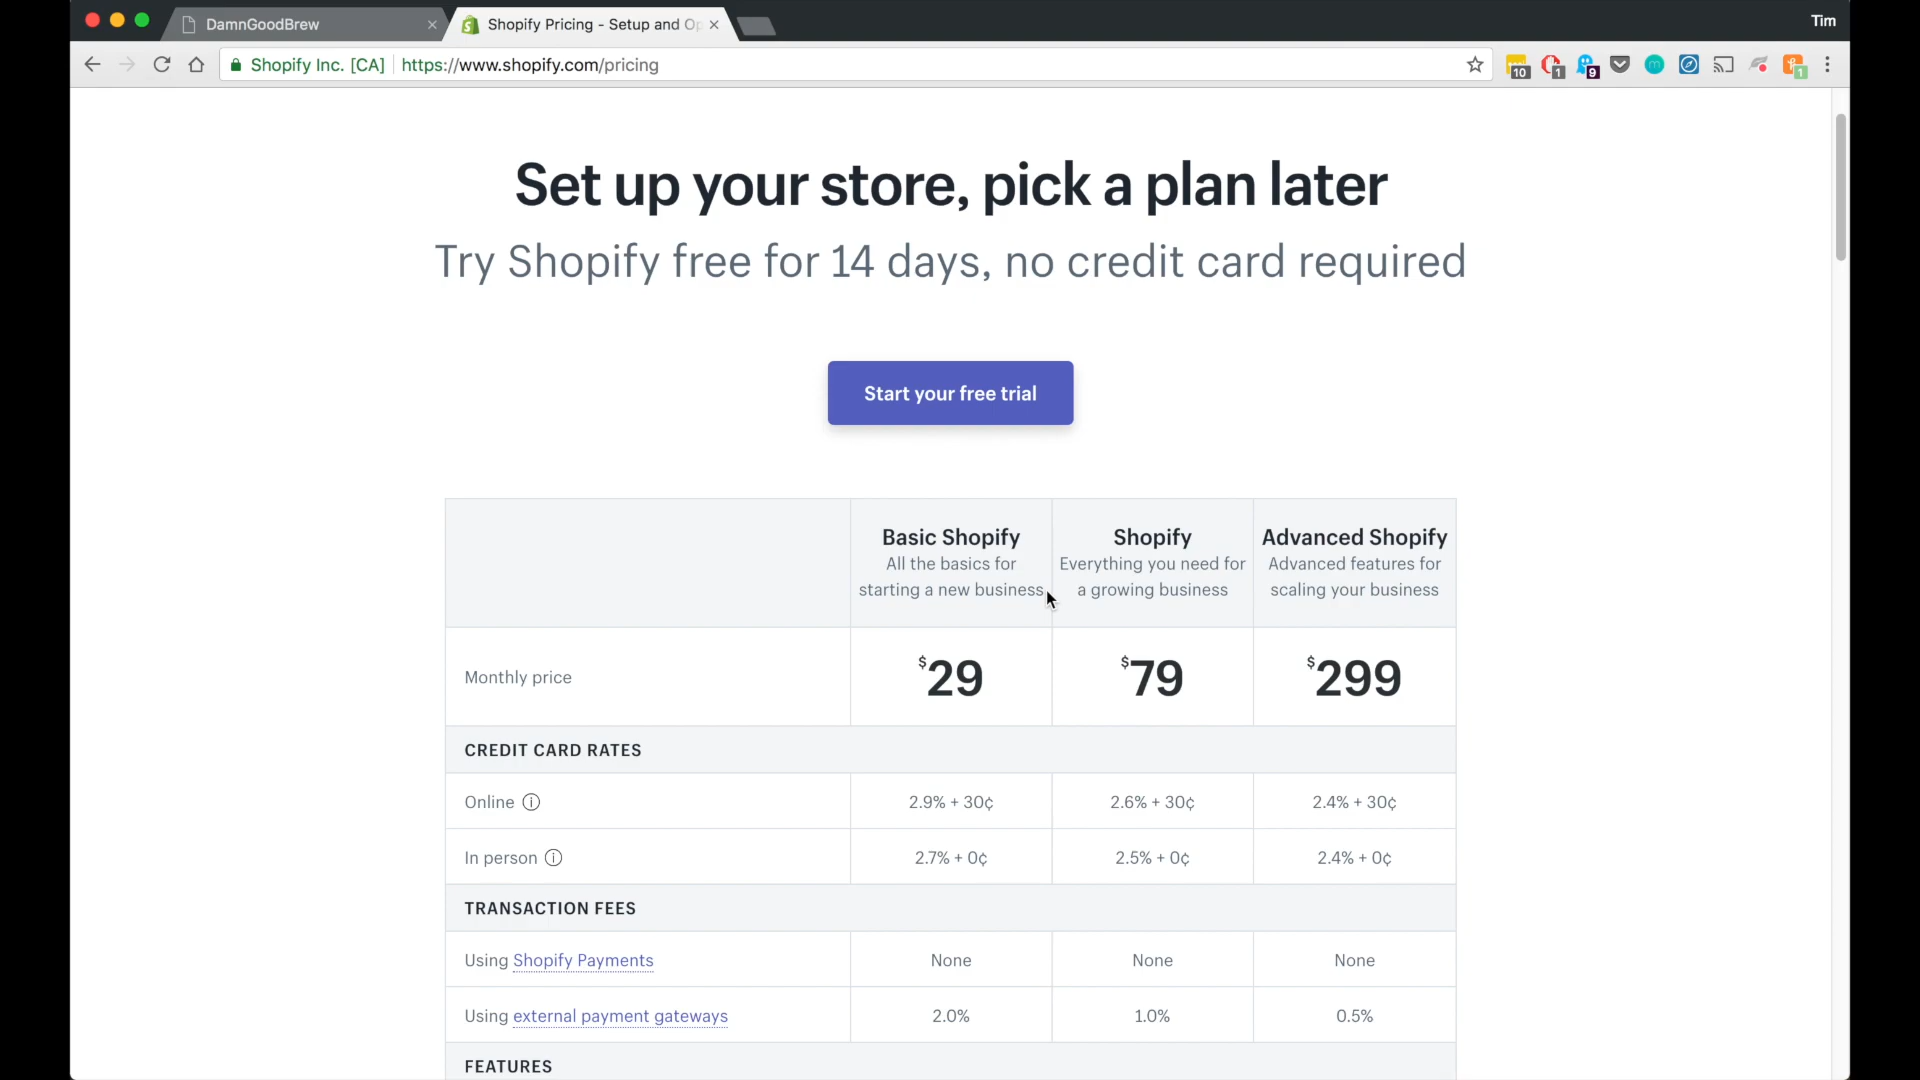 DamnGoodBrew
Shopify Pricing - Setup and Op
Tim
Shopify Inc. [CA] https://www.shopify.com/pricing
10 1 9 1
Set up your store, pick a plan later
Try Shopify free for 14 days, no credit card required
Start your free trial
Basic Shopify Shopify Advanced Shopify
All the basics for Everything you need for Advanced features for
starting a new business a growing business scaling your business
Monthly price $29 $79 $299
CREDIT CARD RATES
Online 2.9% + 30¢ 2.6% + 30¢ 2.4% + 30¢
In person 2.7% + 0¢ 2.5% + 0¢ 2.4% + 0¢
TRANSACTION FEES
Using Shopify Payments None None None
Using external payment gateways 2.0% 1.0% 0.5%
FEATURES